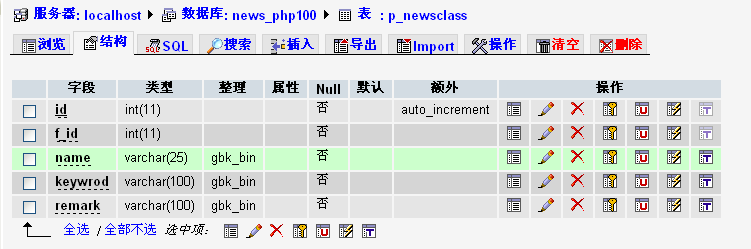 服务器: localhost ▸ 数据库: news_php100 ▸ 表 : p_newsclass
浏览 结构 SQL 搜索 插入 导出 Import 操作 清空 删除
字段 类型 整理 属性 Null 默认 额外 操作
id int(11) 否 auto_increment
f_id int(11) 否
name varchar(25) gbk_bin 否
keywrod varchar(100) gbk_bin 否
remark varchar(100) gbk_bin 否
全选 / 全部不选 选中项: